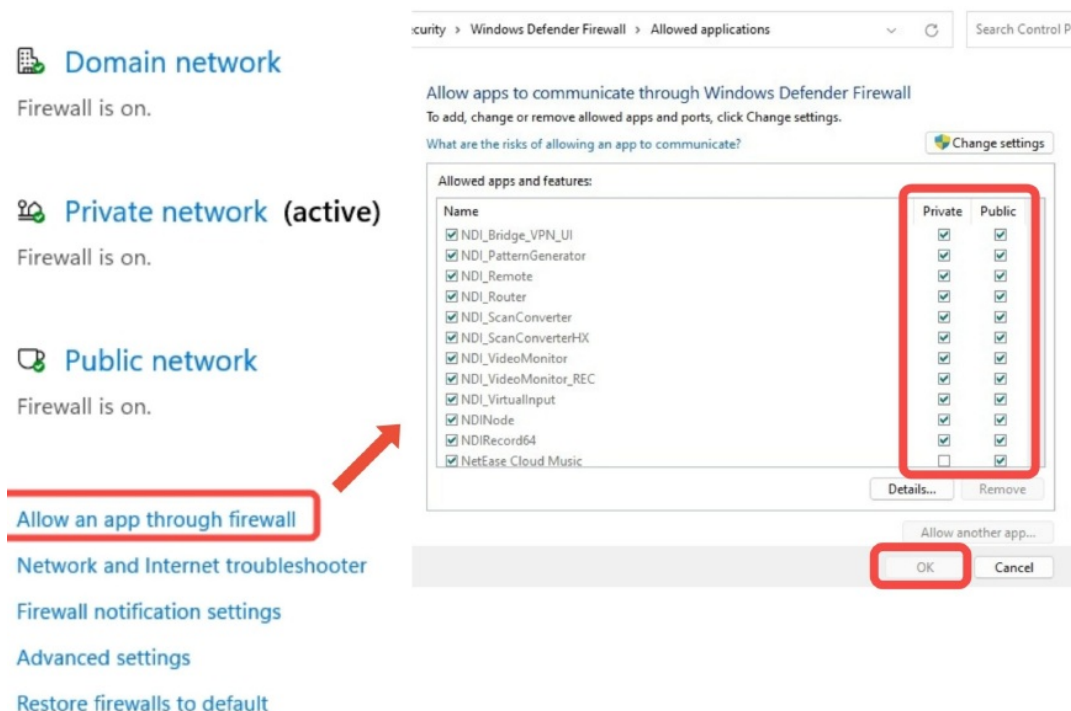 Domain network
Firewall is on.
Private network (active)
Firewall is on.
Public network
Firewall is on.
Allow an app through firewall
Network and Internet troubleshooter
Firewall notification settings
Advanced settings
Restore firewalls to default
curity > Windows Defender Firewall > Allowed applications
Search Control P
Allow apps to communicate through Windows Defender Firewall
To add, change or remove allowed apps and ports, click Change settings.
What are the risks of allowing an app to communicate?
Change settings
Allowed apps and features:
Name Private Public
NDI_Bridge_VPN_UI
NDI_PatternGenerator
NDI_Remote
NDI_Router
NDI_ScanConverter
NDI_ScanConverterHX
NDI_VideoMonitor
NDI_VideoMonitor_REC
NDI_VirtualInput
NDINode
NDIRecord64
NetEase Cloud Music
Details... Remove
Allow another app...
OK Cancel